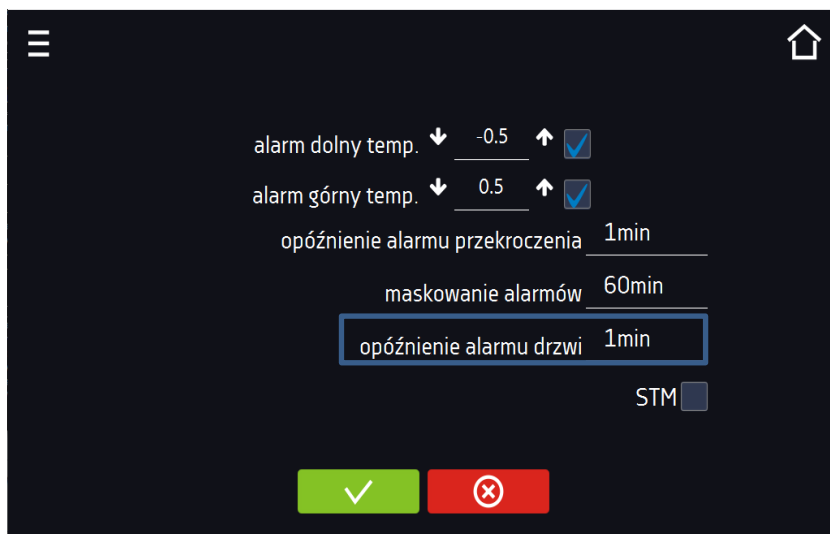 alarm dolny temp. -0.5
alarm górny temp. 0.5
opóźnienie alarmu przekroczenia 1min
maskowanie alarmów 60min
opóźnienie alarmu drzwi 1min
STM